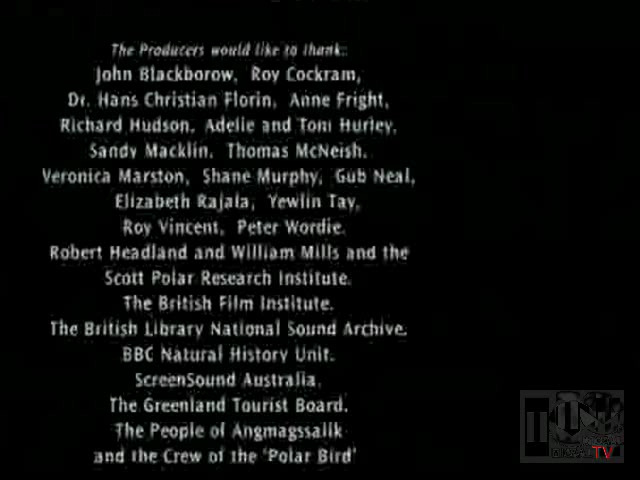 The Producers would like to thank:
John Blackborow, Roy Cockram,
Dr. Hans Christian Florin, Anne Fright,
Richard Hudson, Adelie and Toni Hurley,
Sandy Macklin, Thomas McNeish,
Veronica Marston, Shane Murphy, Gub Neal,
Elizabeth Rajala, Yewlin Tay,
Roy Vincent, Peter Wordie,
Robert Headland and William Mills and the
Scott Polar Research Institute.
The British Film Institute.
The British Library National Sound Archive.
BBC Natural History Unit.
ScreenSound Australia.
The Greenland Tourist Board.
The People of Angmagssalik
and the Crew of the 'Polar Bird'
TV